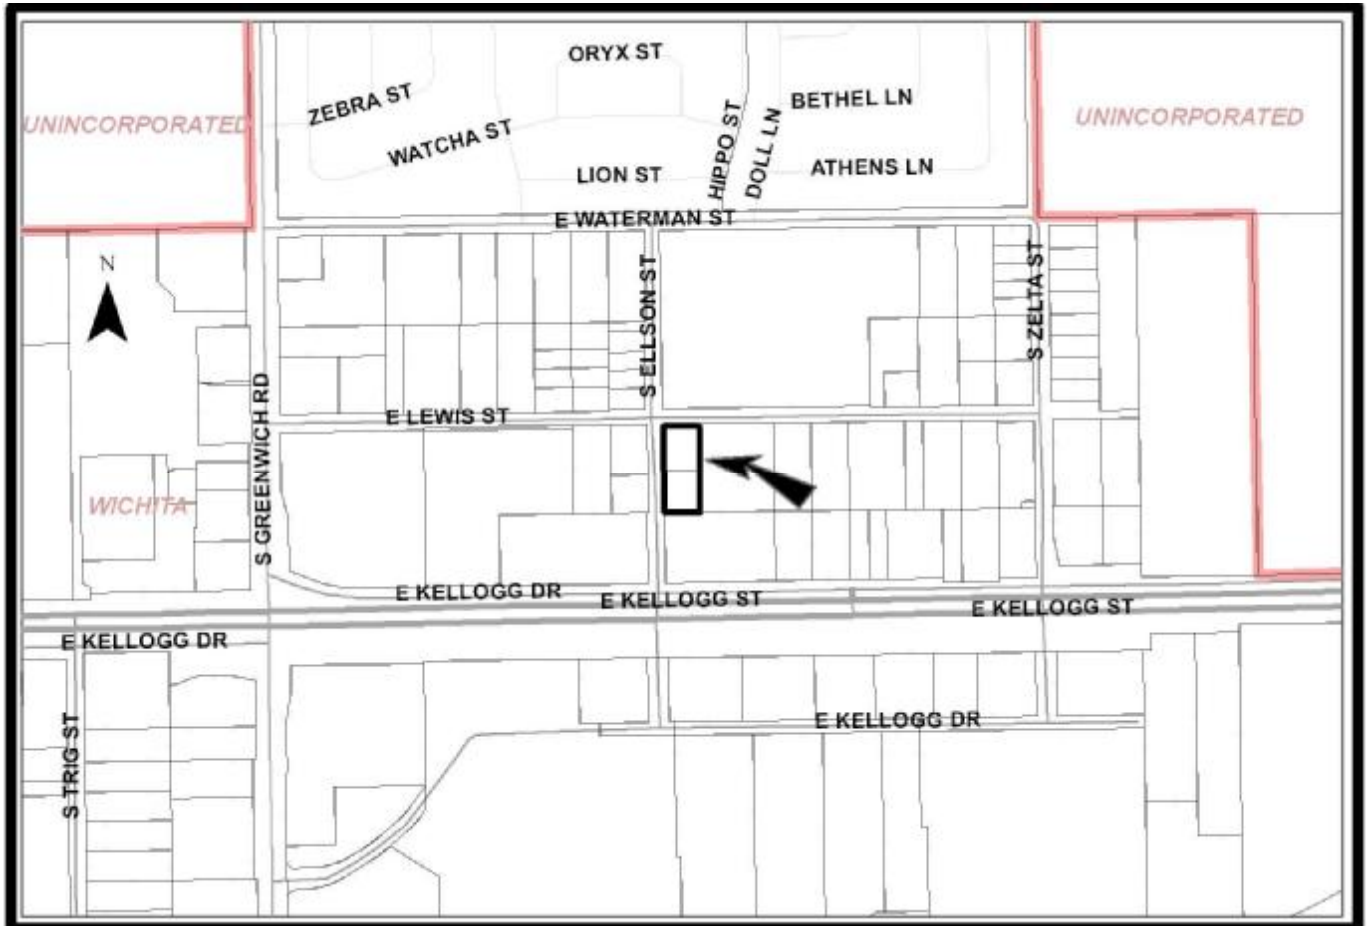 ORYX ST
ZEBRA ST
BETHEL LN
UNINCORPORATED
UNINCORPORATED
WATCHA ST
HIPPO ST
DOLL LN
LION ST
ATHENS LN
E WATERMAN ST
N
S ELLSON ST
S ZELTA ST
E LEWIS ST
S GREENWICH RD
WICHITA
E KELLOGG DR
E KELLOGG ST
E KELLOGG ST
E KELLOGG DR
E KELLOGG DR
S TRIG ST